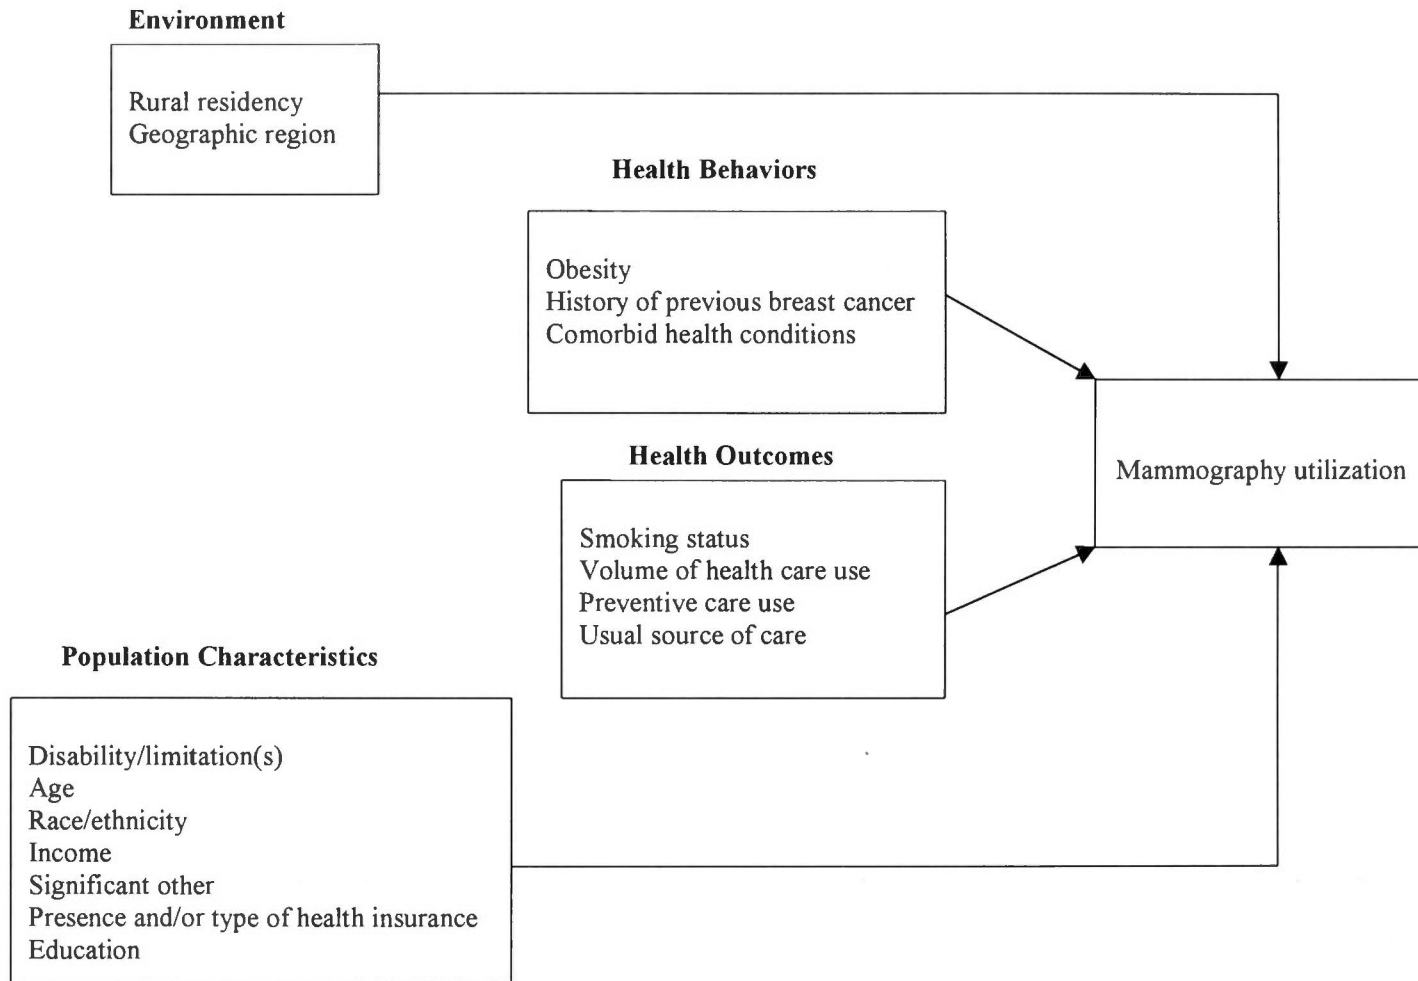 Environment
Rural residency
Geographic region
Health Behaviors
Obesity
History of previous breast cancer
Comorbid health conditions
Health Outcomes
Smoking status
Volume of health care use
Preventive care use
Usual source of care
Mammography utilization
Population Characteristics
Disability/limitation(s)
Age
Race/ethnicity
Income
Significant other
Presence and/or type of health insurance
Education